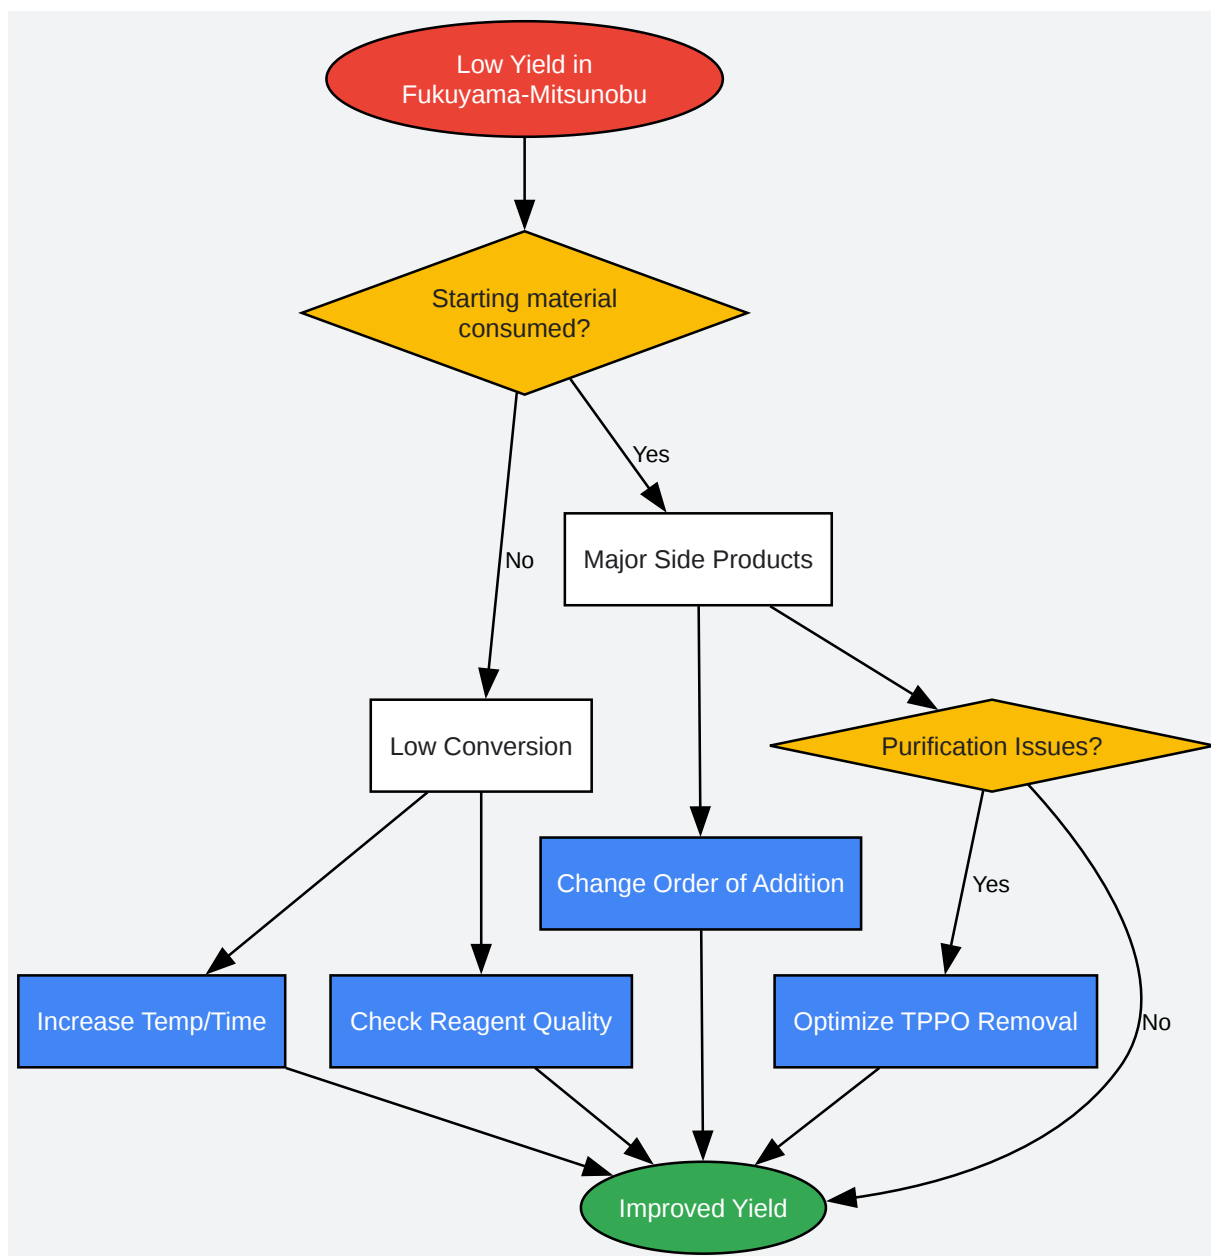 Low Yield in
Fukuyama-Mitsunobu
Starting material
consumed?
Yes
No
Major Side Products
Low Conversion
Purification Issues?
Change Order of Addition
Yes
Increase Temp/Time
Check Reagent Quality
Optimize TPPO Removal
No
Improved Yield